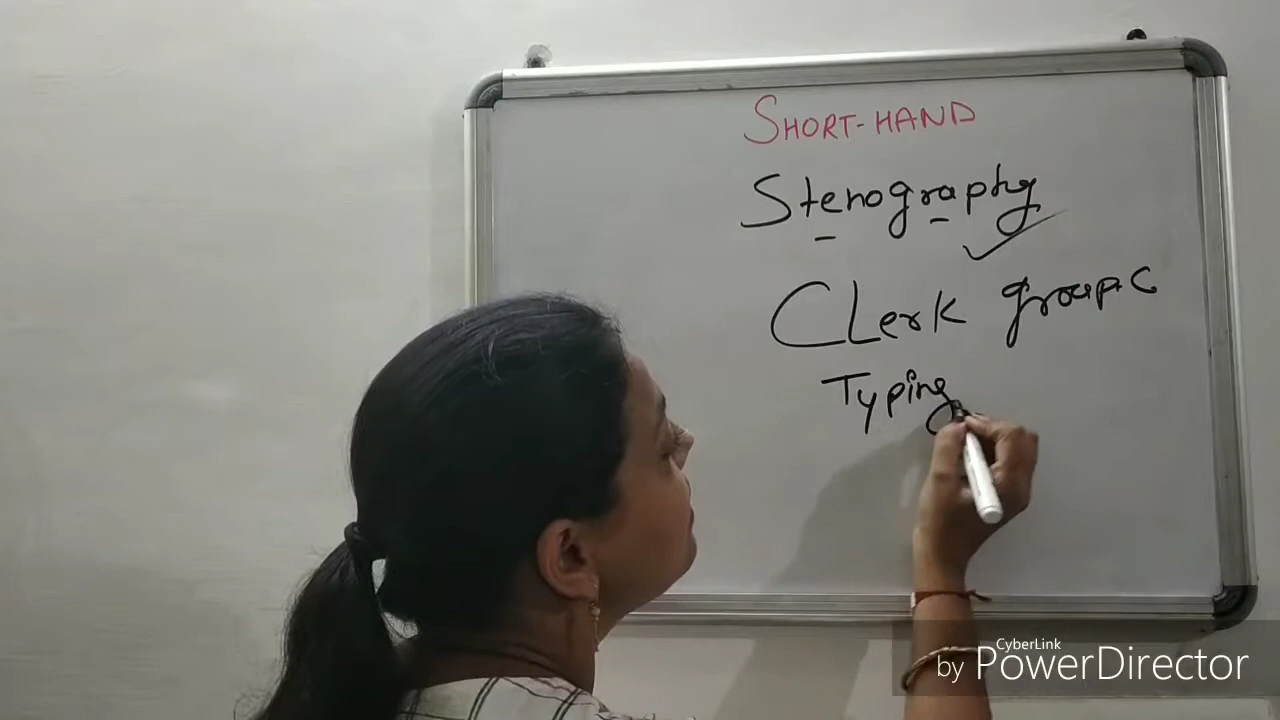 SHORT-HAND
Stenography
CLerk group C
Typing
CyberLink
by PowerDirector